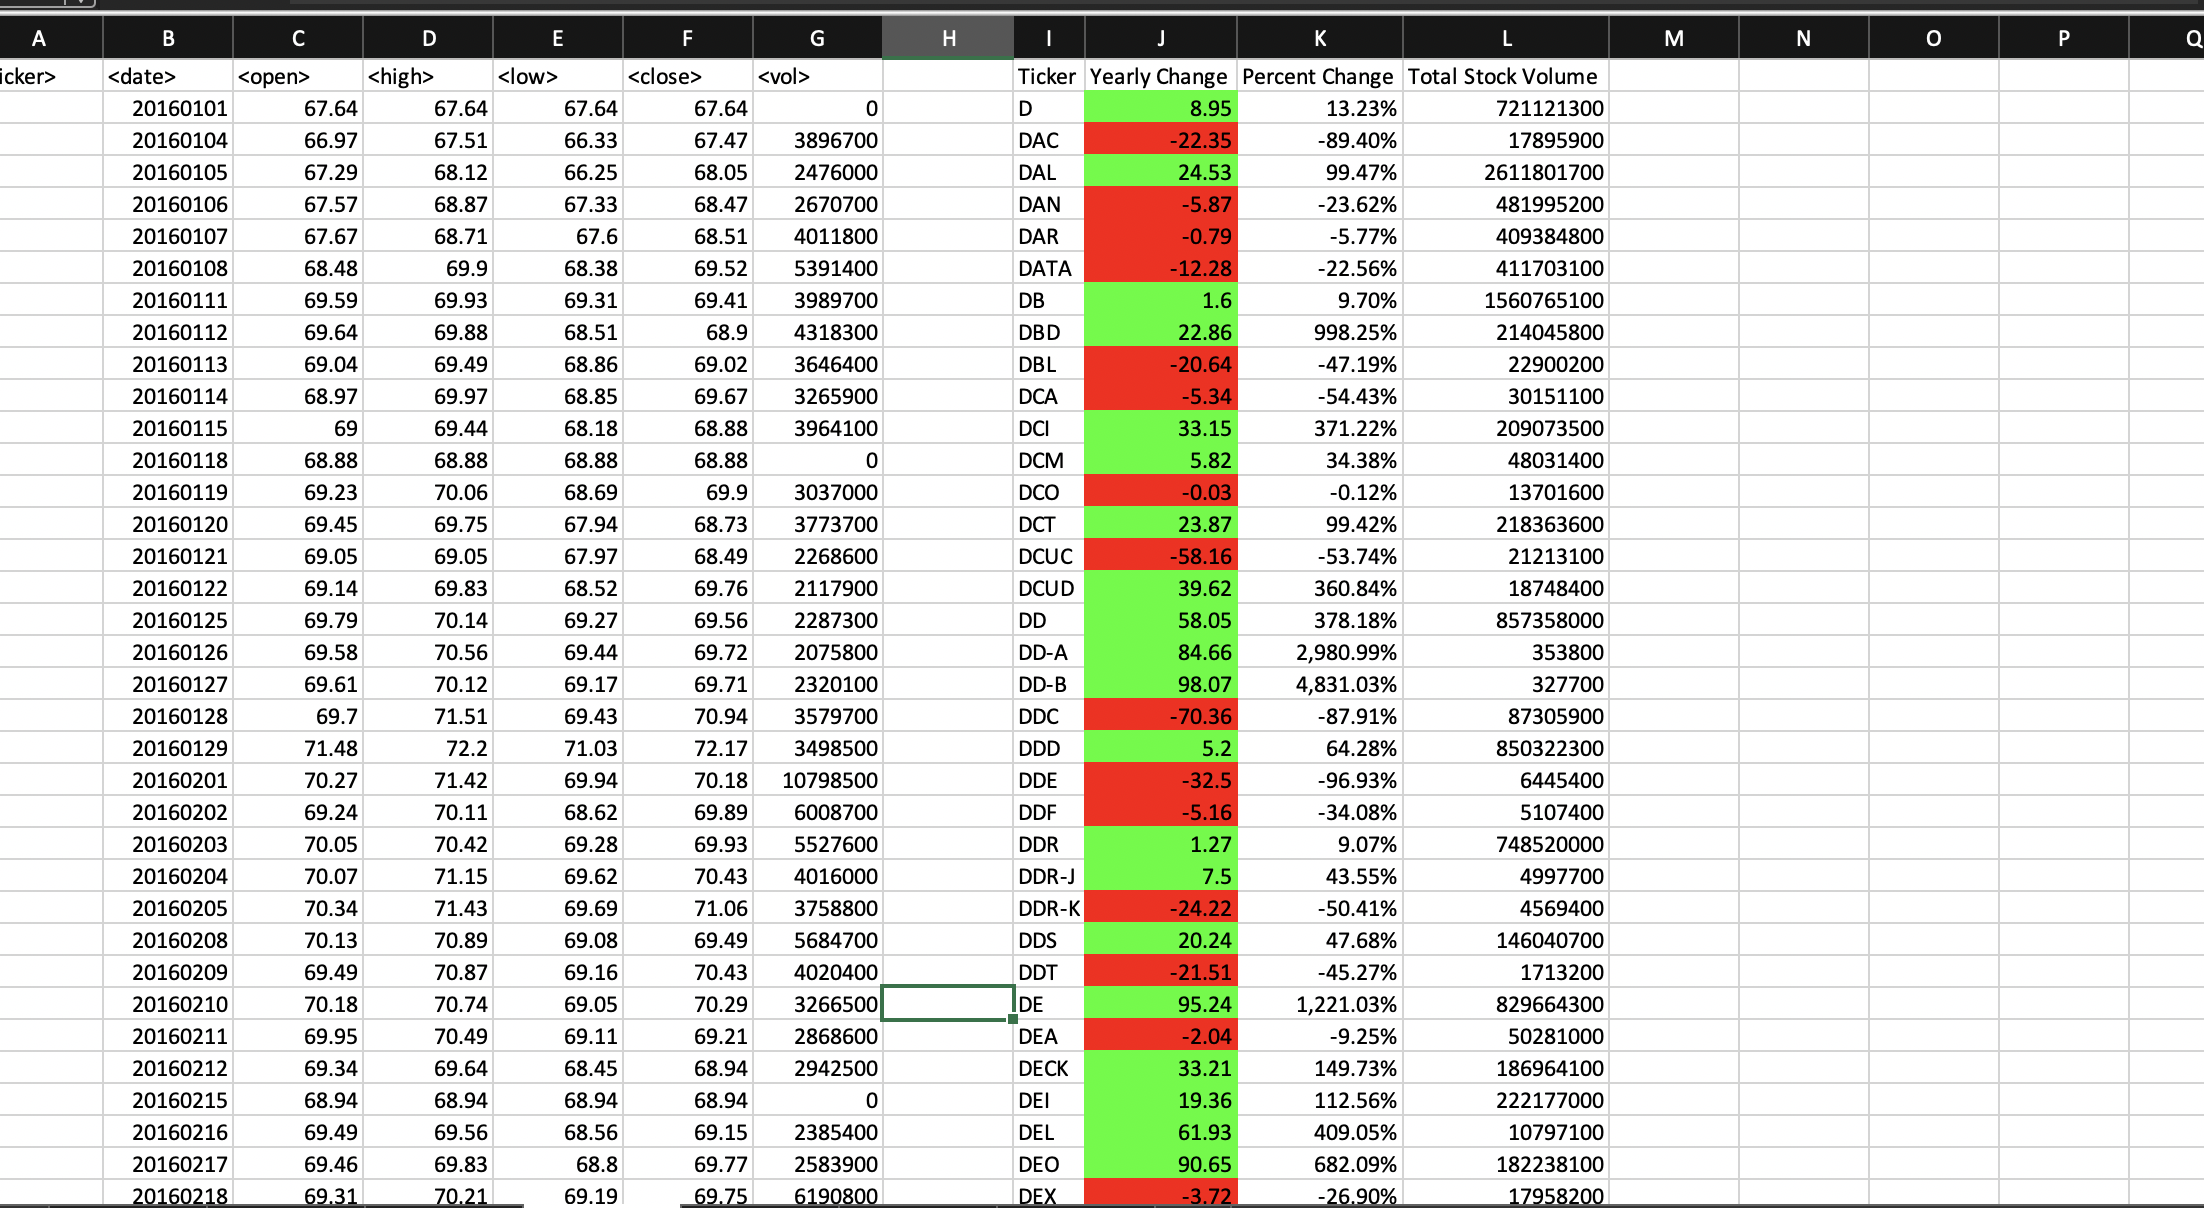 A B C D E F G H I J K L M N O P Q
icker> <date> <open> <high> <low> <close> <vol> Ticker Yearly Change Percent Change Total Stock Volume
20160101 67.64 67.64 67.64 67.64 0 D 8.95 13.23% 721121300
20160104 66.97 67.51 66.33 67.47 3896700 DAC -22.35 -89.40% 17895900
20160105 67.29 68.12 66.25 68.05 2476000 DAL 24.53 99.47% 2611801700
20160106 67.57 68.87 67.33 68.47 2670700 DAN -5.87 -23.62% 481995200
20160107 67.67 68.71 67.6 68.51 4011800 DAR -0.79 -5.77% 409384800
20160108 68.48 69.9 68.38 69.52 5391400 DATA -12.28 -22.56% 411703100
20160111 69.59 69.93 69.31 69.41 3989700 DB 1.6 9.70% 1560765100
20160112 69.64 69.88 68.51 68.9 4318300 DBD 22.86 998.25% 214045800
20160113 69.04 69.49 68.86 69.02 3646400 DBL -20.64 -47.19% 22900200
20160114 68.97 69.97 68.85 69.67 3265900 DCA -5.34 -54.43% 30151100
20160115 69 69.44 68.18 68.88 3964100 DCI 33.15 371.22% 209073500
20160118 68.88 68.88 68.88 68.88 0 DCM 5.82 34.38% 48031400
20160119 69.23 70.06 68.69 69.9 3037000 DCO -0.03 -0.12% 13701600
20160120 69.45 69.75 67.94 68.73 3773700 DCT 23.87 99.42% 218363600
20160121 69.05 69.05 67.97 68.49 2268600 DCUC -58.16 -53.74% 21213100
20160122 69.14 69.83 68.52 69.76 2117900 DCUD 39.62 360.84% 18748400
20160125 69.79 70.14 69.27 69.56 2287300 DD 58.05 378.18% 857358000
20160126 69.58 70.56 69.44 69.72 2075800 DD-A 84.66 2,980.99% 353800
20160127 69.61 70.12 69.17 69.71 2320100 DD-B 98.07 4,831.03% 327700
20160128 69.7 71.51 69.43 70.94 3579700 DDC -70.36 -87.91% 87305900
20160129 71.48 72.2 71.03 72.17 3498500 DDD 5.2 64.28% 850322300
20160201 70.27 71.42 69.94 70.18 10798500 DDE -32.5 -96.93% 6445400
20160202 69.24 70.11 68.62 69.89 6008700 DDF -5.16 -34.08% 5107400
20160203 70.05 70.42 69.28 69.93 5527600 DDR 1.27 9.07% 748520000
20160204 70.07 71.15 69.62 70.43 4016000 DDR-J 7.5 43.55% 4997700
20160205 70.34 71.43 69.69 71.06 3758800 DDR-K -24.22 -50.41% 4569400
20160208 70.13 70.89 69.08 69.49 5684700 DDS 20.24 47.68% 146040700
20160209 69.49 70.87 69.16 70.43 4020400 DDT -21.51 -45.27% 1713200
20160210 70.18 70.74 69.05 70.29 3266500 DE 95.24 1,221.03% 829664300
20160211 69.95 70.49 69.11 69.21 2868600 DEA -2.04 -9.25% 50281000
20160212 69.34 69.64 68.45 68.94 2942500 DECK 33.21 149.73% 186964100
20160215 68.94 68.94 68.94 68.94 0 DEI 19.36 112.56% 222177000
20160216 69.49 69.56 68.56 69.15 2385400 DEL 61.93 409.05% 10797100
20160217 69.46 69.83 68.8 69.77 2583900 DEO 90.65 682.09% 182238100
20160218 69.31 70.21 69.19 69.75 6190800 DEX -3.72 -26.90% 17958200